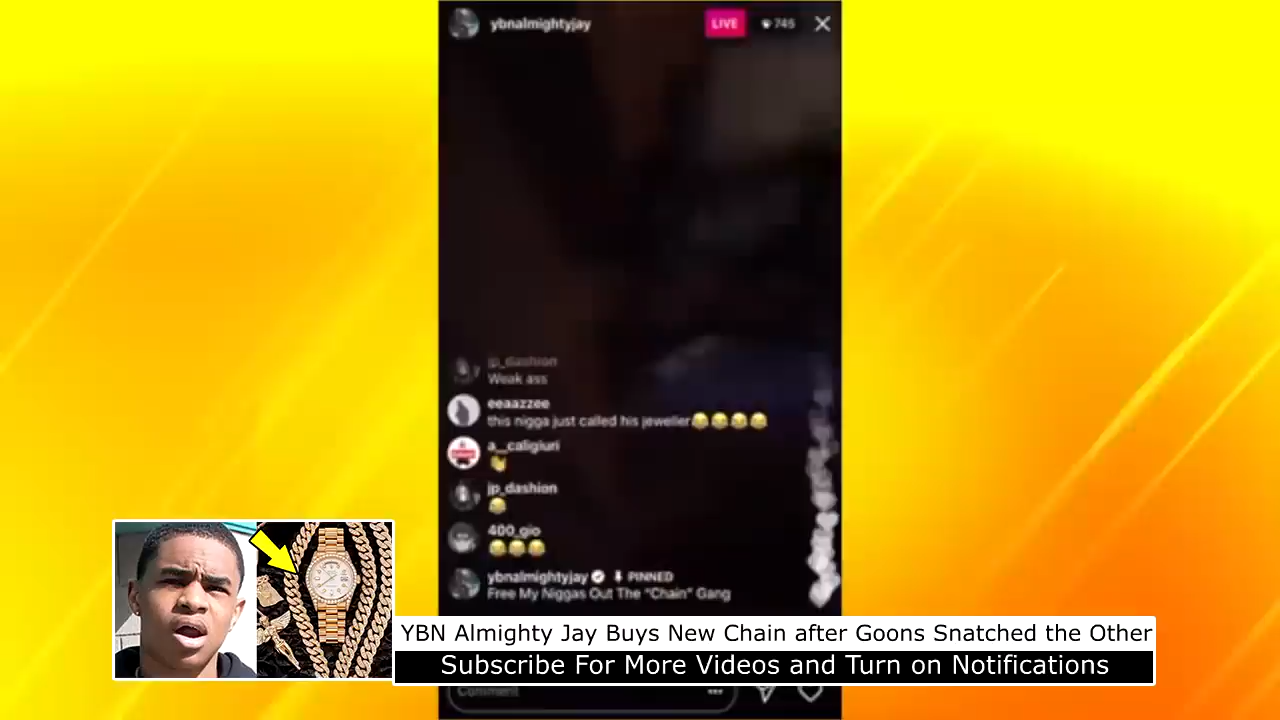 ybnalmightyjay LIVE 745
jp_dashion
Weak ass
eeaazzee
this nigga just called his jeweller😂😂😂😂
a__caligiuri
👏
jp_dashion
😂
400_gio
😂😂😂
ybnalmightyjay PINNED
Free My Niggas Out The “Chain” Gang
YBN Almighty Jay Buys New Chain after Goons Snatched the Other
Subscribe For More Videos and Turn on Notifications
Comment